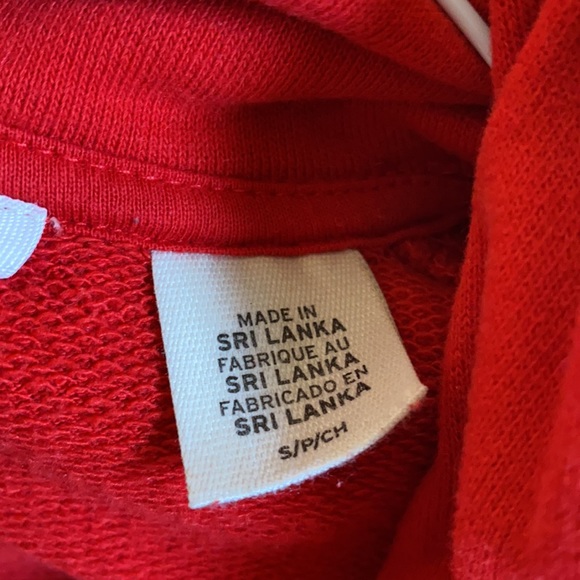 MADE IN
SRI LANKA
FABRIQUE AU
SRI LANKA
FABRICADO EN
SRI LANKA
S/P/CH